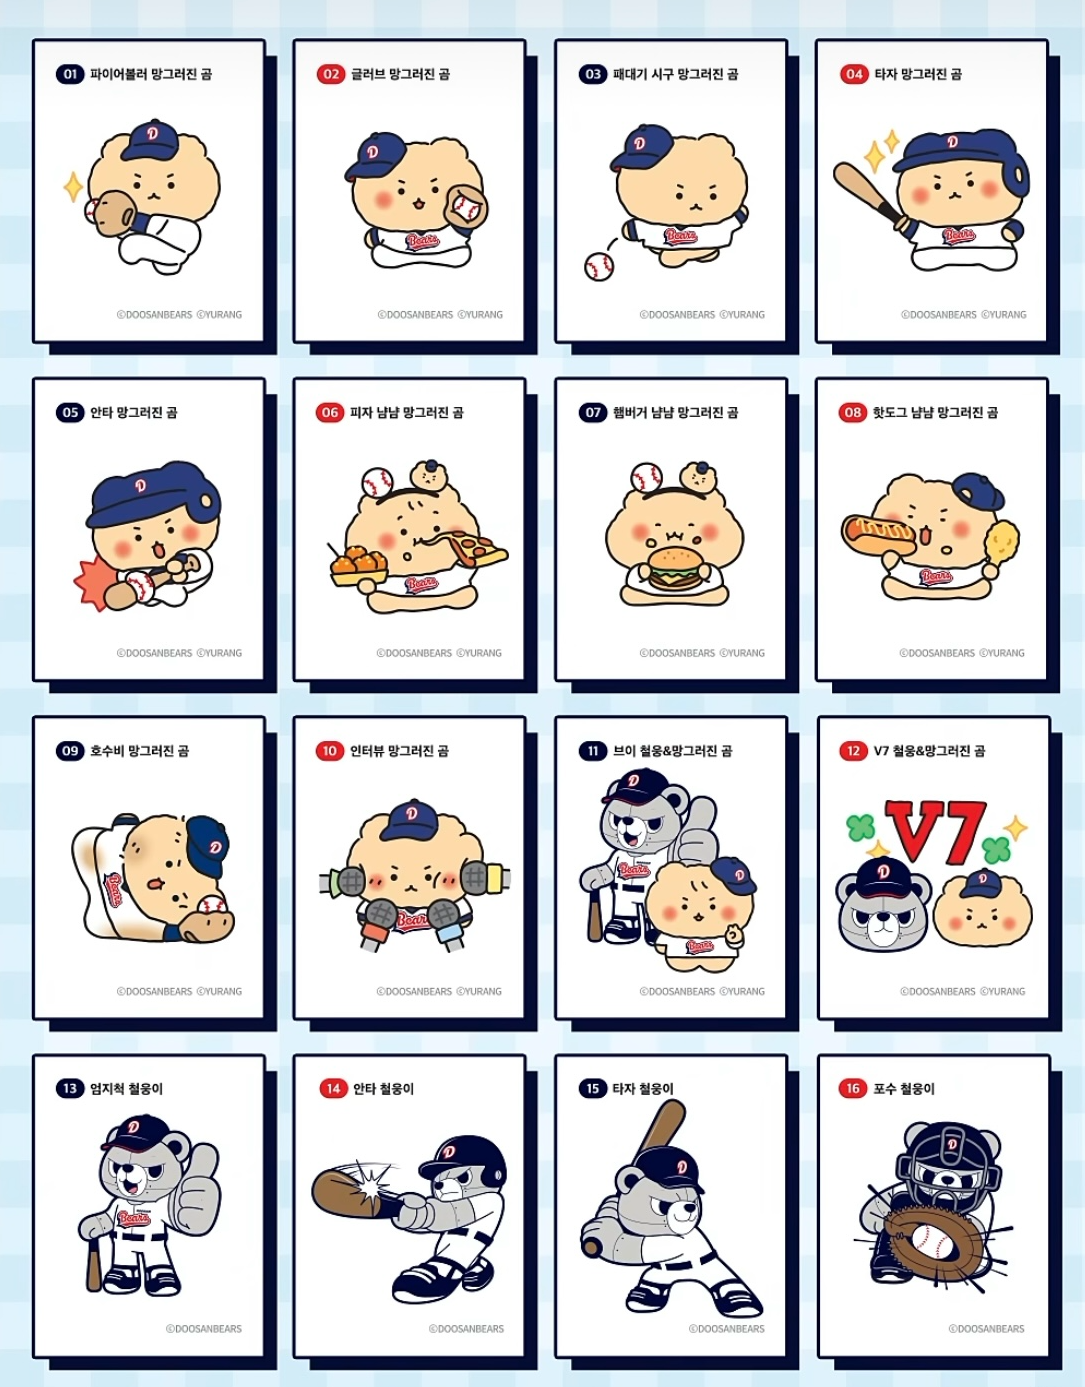 01 파이어볼러 망그러진 곰
D
©DOOSANBEARS ©YURANG
02 글러브 망그러진 곰
D
Bears
©DOOSANBEARS ©YURANG
03 패대기 시구 망그러진 곰
D
Bears
©DOOSANBEARS ©YURANG
04 타자 망그러진 곰
D
Bears
©DOOSANBEARS ©YURANG
05 안타 망그러진 곰
D
©DOOSANBEARS ©YURANG
06 피자 냠냠 망그러진 곰
Bears
©DOOSANBEARS ©YURANG
07 햄버거 냠냠 망그러진 곰
©DOOSANBEARS ©YURANG
08 핫도그 냠냠 망그러진 곰
Bears
©DOOSANBEARS ©YURANG
09 호수비 망그러진 곰
D
Bears
©DOOSANBEARS ©YURANG
10 인터뷰 망그러진 곰
D
Bears
©DOOSANBEARS ©YURANG
11 브이 철웅&망그러진 곰
D
Bears
D
Bears
©DOOSANBEARS ©YURANG
12 V7 철웅&망그러진 곰
V7
D
D
©DOOSANBEARS ©YURANG
13 엄지척 철웅이
D
Bears
©DOOSANBEARS
14 안타 철웅이
D
©DOOSANBEARS
15 타자 철웅이
D
©DOOSANBEARS
16 포수 철웅이
D
©DOOSANBEARS